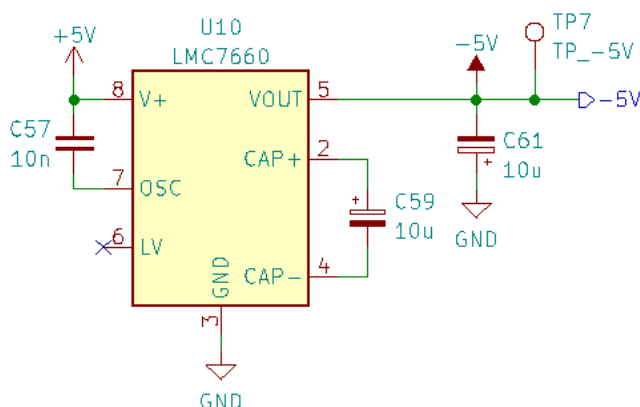 U10
LMC7660
+5V
-5V
TP7
TP_-5V
8
V+
VOUT
5
-5V
C57
10n
CAP+
2
C61
+
10u
7
OSC
+
C59
10u
GND
6
LV
CAP-
4
GND
3
GND